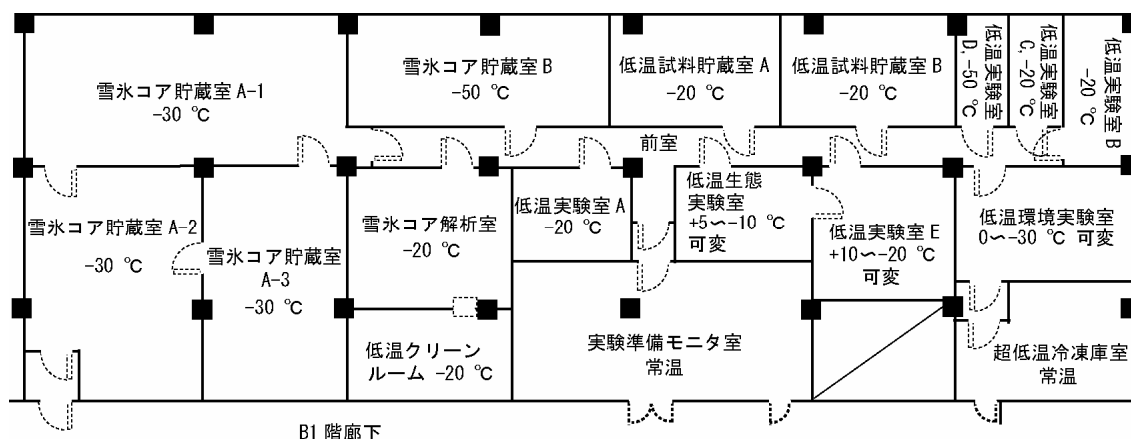 雪氷コア貯蔵室 A-1
-30 ℃
雪氷コア貯蔵室 B
-50 ℃
低温試料貯蔵室 A
-20 ℃
低温試料貯蔵室 B
-20 ℃
低温実験室
D, -50 ℃
低温実験室
C, -20 ℃
低温実験室 B
-20 ℃
前室
雪氷コア貯蔵室 A-2
-30 ℃
雪氷コア貯蔵室
A-3
-30 ℃
雪氷コア解析室
-20 ℃
低温実験室 A
-20 ℃
低温生態
実験室
+5～-10 ℃
可変
低温実験室 E
+10～-20 ℃
可変
低温環境実験室
0～-30 ℃ 可変
低温クリーン
ルーム -20 ℃
実験準備モニタ室
常温
超低温冷凍庫室
常温
B1 階廊下